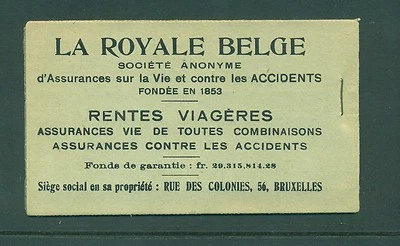 LA ROYALE BELGE
SOCIÉTÉ ANONYME
d'Assurances sur la Vie et contre les ACCIDENTS
FONDÉE EN 1853
RENTES VIAGÈRES
ASSURANCES VIE DE TOUTES COMBINAISONS
ASSURANCES CONTRE LES ACCIDENTS
Fonds de garantie : fr. 29,315,814.28
Siège social en sa propriété : RUE DES COLONIES, 56, BRUXELLES